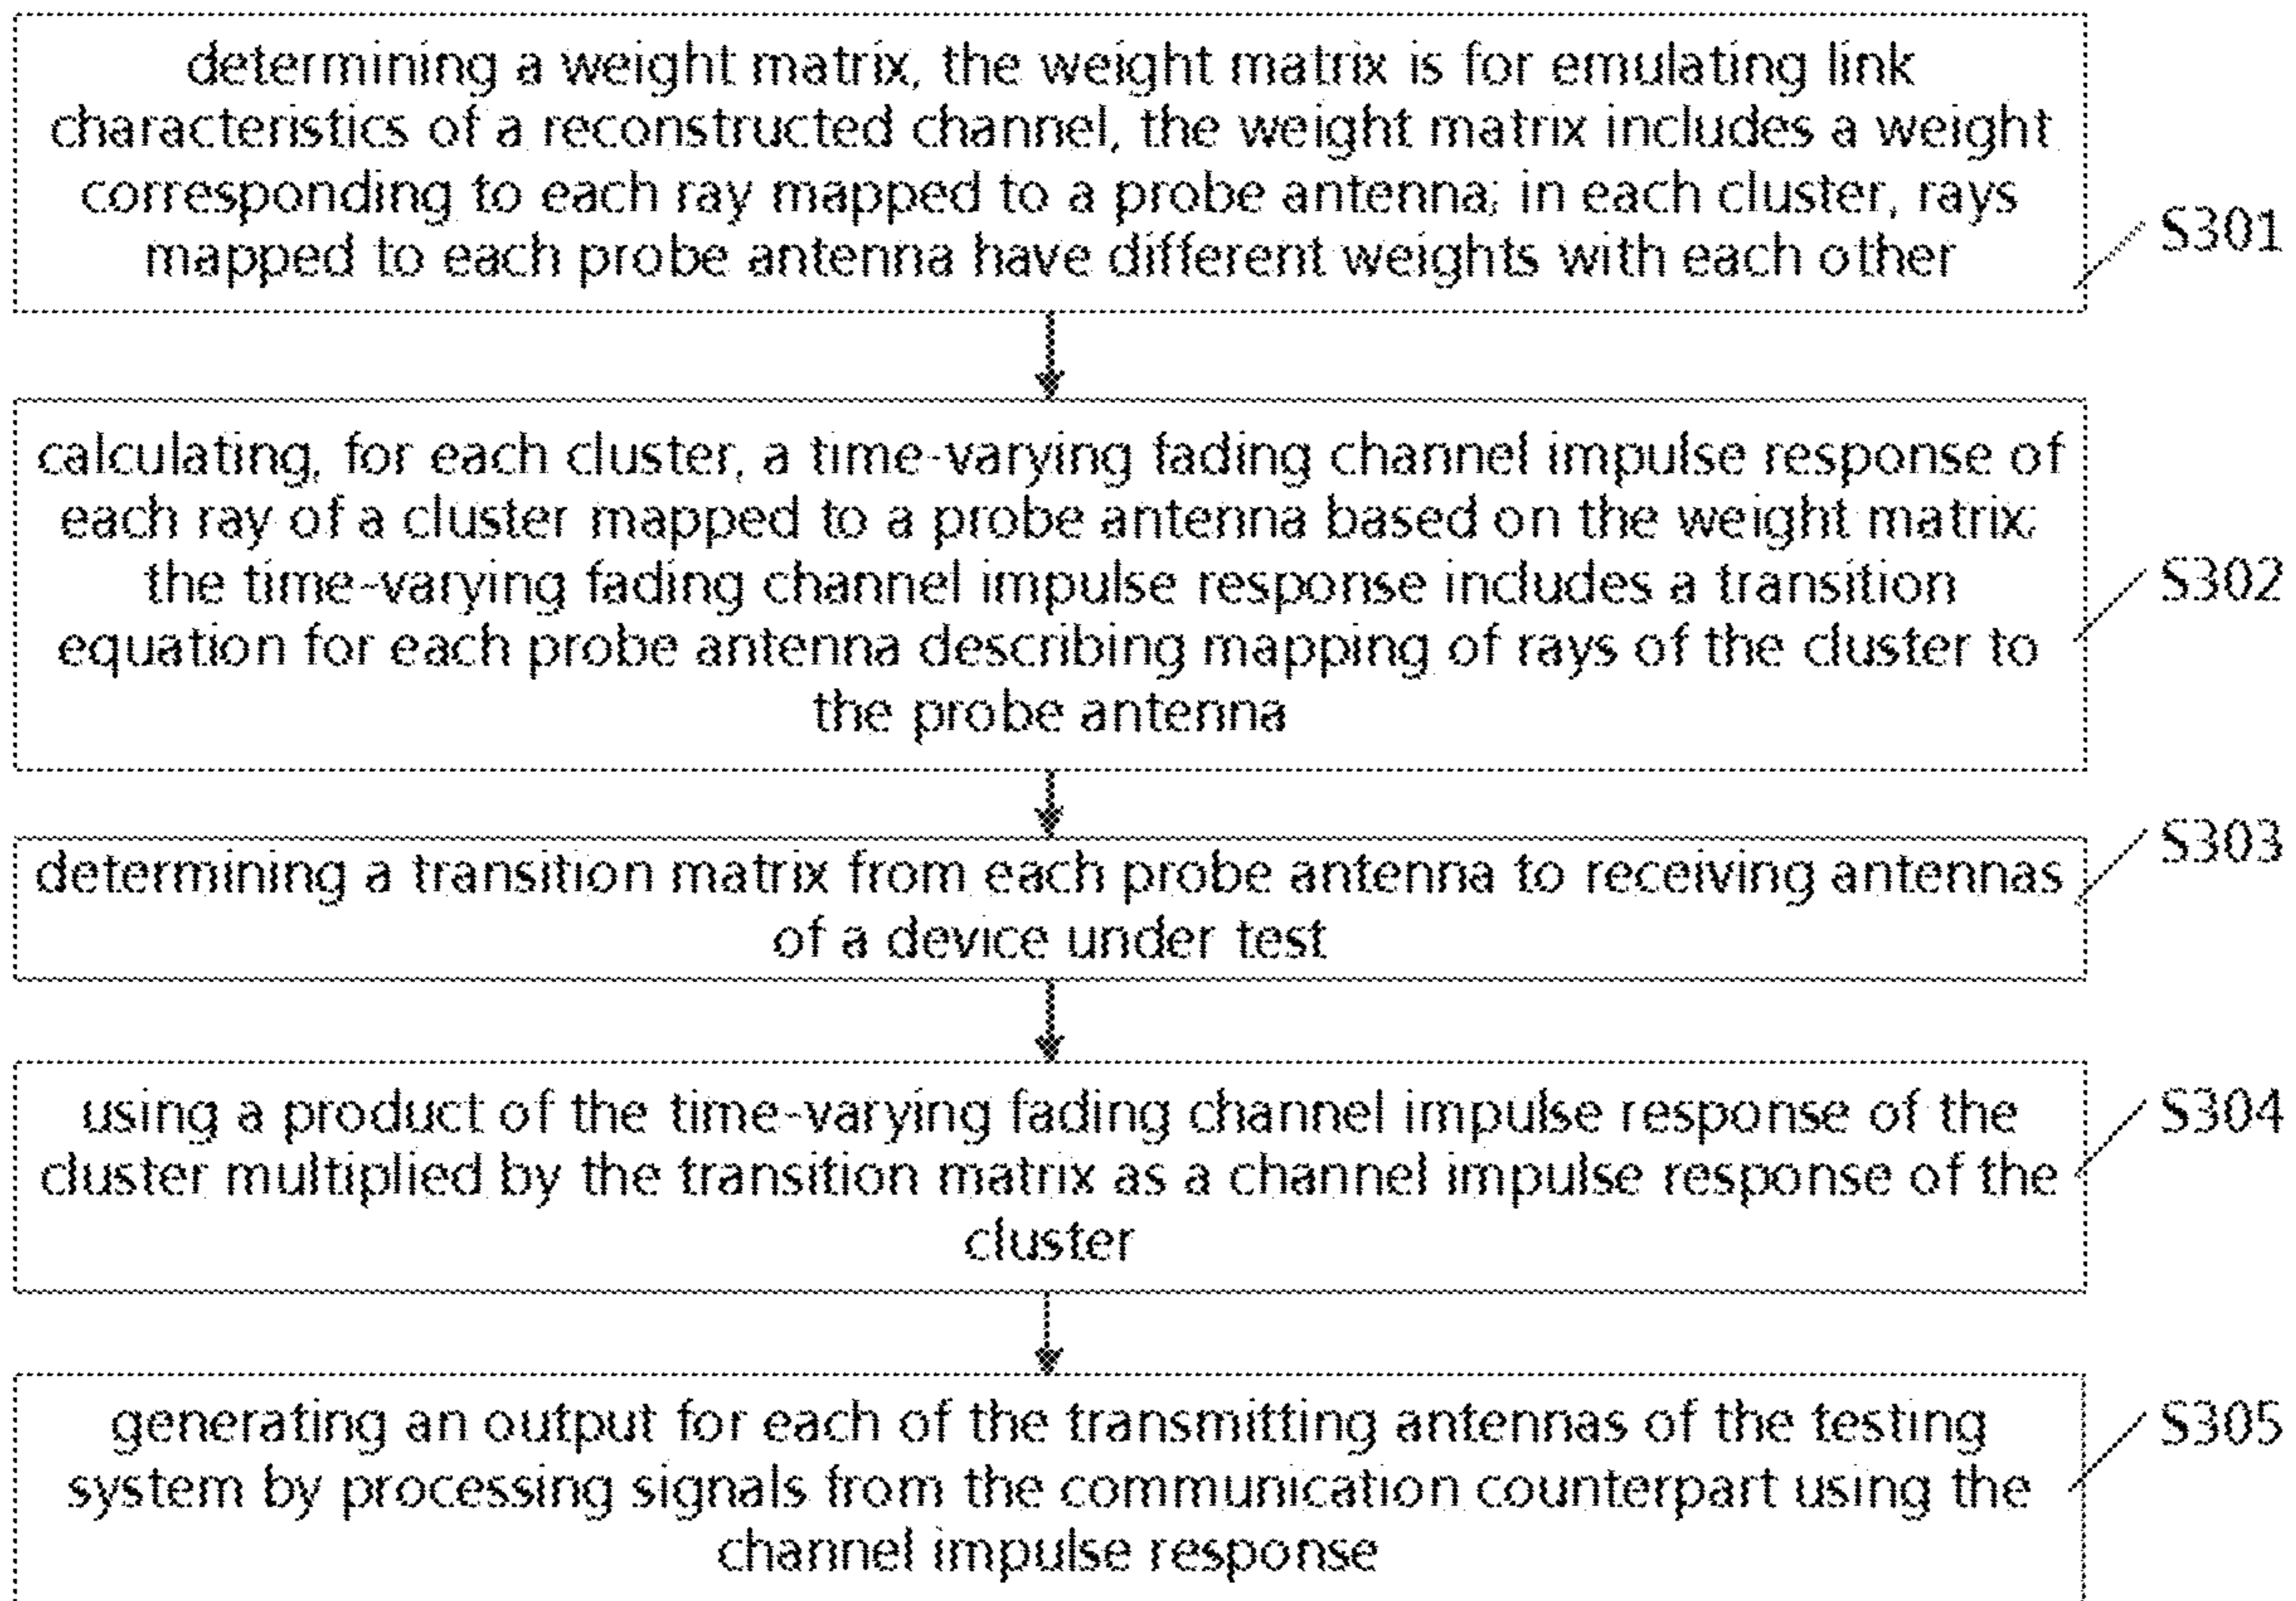 determining a weight matrix, the weight matrix is for emulating link
characteristics of a reconstructed channel, the weight matrix includes a weight
corresponding to each ray mapped to a probe antenna; in each cluster, rays
mapped to each probe antenna have different weights with each other
S301
calculating, for each cluster, a time-varying fading channel impulse response of
each ray of a cluster mapped to a probe antenna based on the weight matrix;
the time-varying fading channel impulse response includes a transition
equation for each probe antenna describing mapping of rays of the cluster to
the probe antenna
S302
determining a transition matrix from each probe antenna to receiving antennas
of a device under test
S303
using a product of the time-varying fading channel impulse response of the
cluster multiplied by the transition matrix as a channel impulse response of the
cluster
S304
generating an output for each of the transmitting antennas of the testing
system by processing signals from the communication counterpart using the
channel impulse response
S305